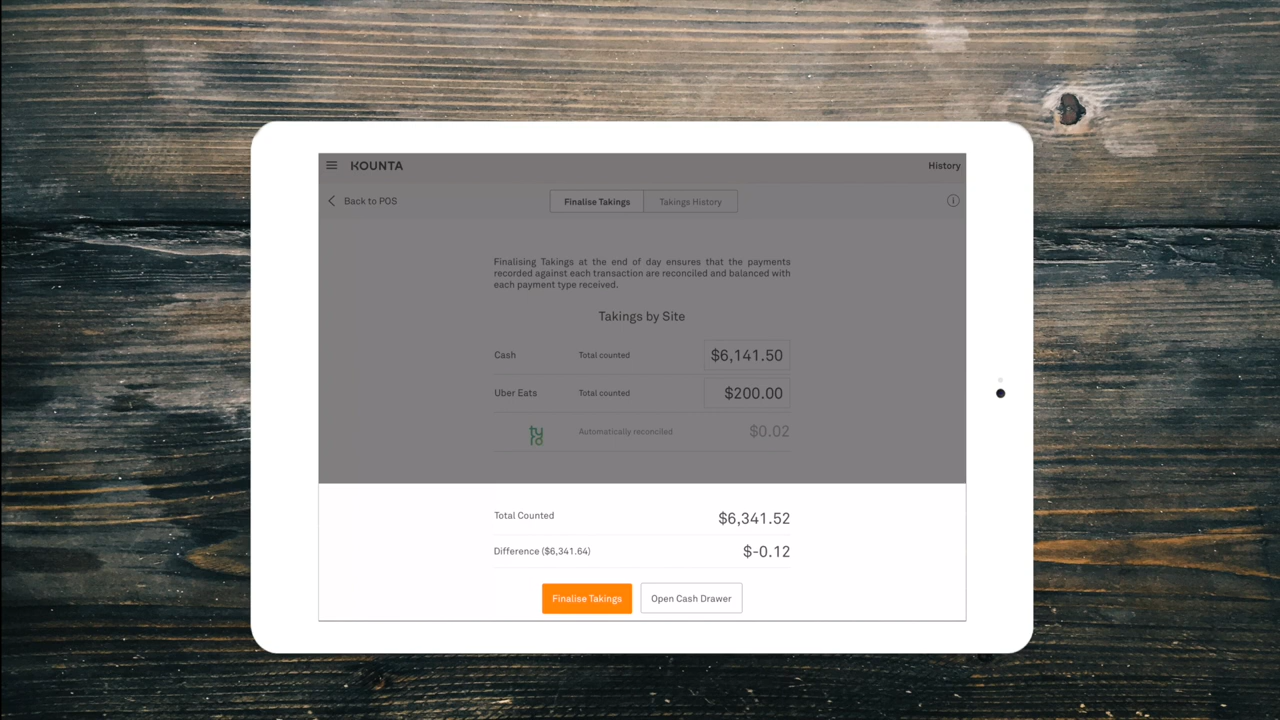 KOUNTA
History
Back to POS
Finalise Takings
Takings History
Finalising Takings at the end of day ensures that the payments
recorded against each transaction are reconciled and balanced with
each payment type received.
Takings by Site
Cash Total counted $6,141.50
Uber Eats Total counted $200.00
tyro Automatically reconciled $0.02
Total Counted $6,341.52
Difference ($6,341.64) $-0.12
Finalise Takings
Open Cash Drawer